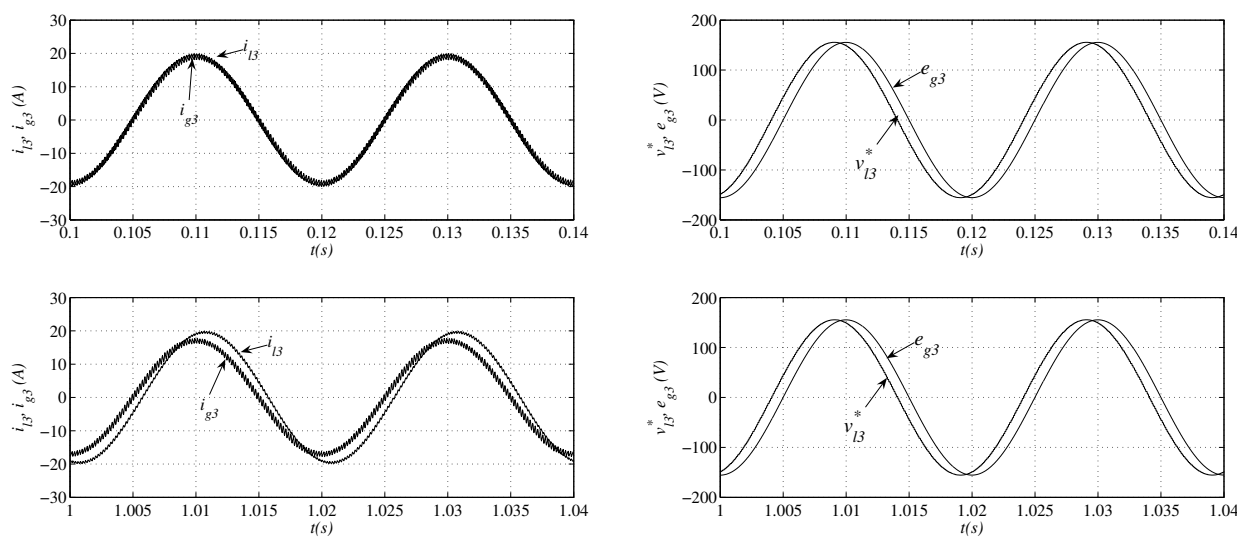 30
20
10
0
−10
−20
−30
0.1 0.105 0.11 0.115 0.12 0.125 0.13 0.135 0.14
t(s)
i_{l3}, i_{g3} (A)
i_{l3}
i_{g3}
200
100
0
−100
−200
0.1 0.105 0.11 0.115 0.12 0.125 0.13 0.135 0.14
t(s)
v_{l3}^*, e_{g3} (V)
e_{g3}
v_{l3}^*
30
20
10
0
−10
−20
−30
1 1.005 1.01 1.015 1.02 1.025 1.03 1.035 1.04
t(s)
i_{l3}, i_{g3} (A)
i_{l3}
i_{g3}
200
100
0
−100
−200
1 1.005 1.01 1.015 1.02 1.025 1.03 1.035 1.04
t(s)
v_{l3}^*, e_{g3} (V)
e_{g3}
v_{l3}^*